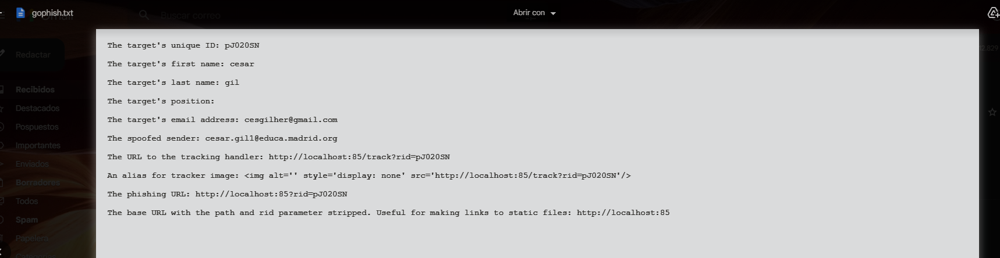 gophish.txt
Abrir con
Gmail
Buscar correo
Redactar
Recibidos
Destacados
Pospuestos
Importantes
Enviados
Borradores
Todos
Spam
Papelera
The target's unique ID: pJ020SN
The target's first name: cesar
The target's last name: gil
The target's position:
The target's email address: cesgilher@gmail.com
The spoofed sender: cesar.gil1@educa.madrid.org
The URL to the tracking handler: http://localhost:85/track?rid=pJ020SN
An alias for tracker image: <img alt='' style='display: none' src='http://localhost:85/track?rid=pJ020SN'/>
The phishing URL: http://localhost:85?rid=pJ020SN
The base URL with the path and rid parameter stripped. Useful for making links to static files: http://localhost:85